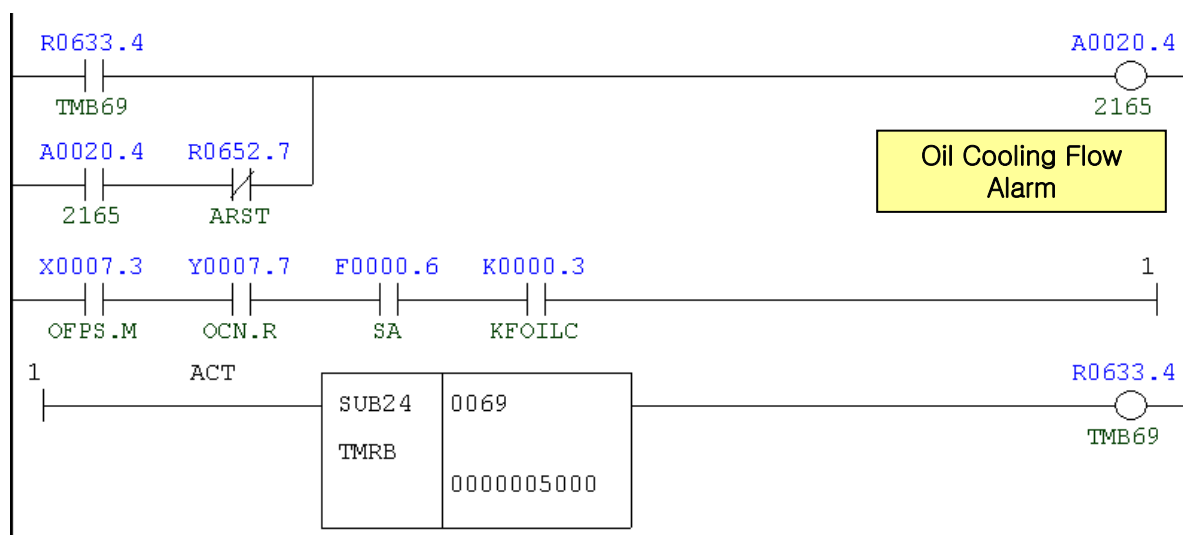 R0633.4 A0020.4
TMB69 2165
A0020.4 R0652.7 Oil Cooling Flow
Alarm
2165 ARST
X0007.3 Y0007.7 F0000.6 K0000.3 1
OFPS.M OCN.R SA KFOILC
1 ACT R0633.4
SUB24 0069
TMB69
TMRB
0000005000